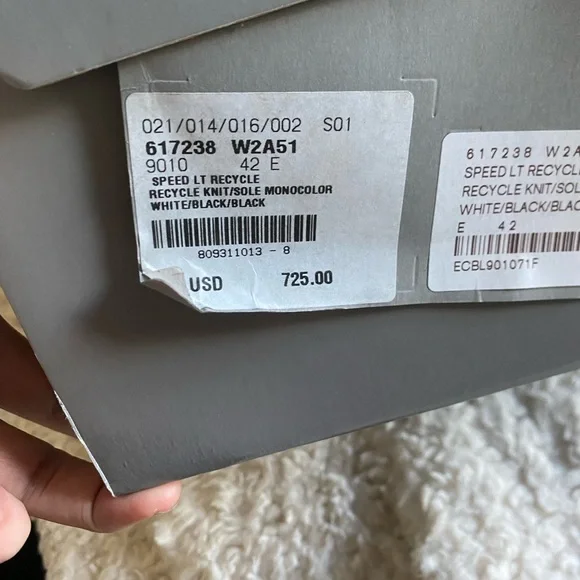 021/014/016/002 S01
617238 W2A51
9010 42 E
SPEED LT RECYCLE
RECYCLE KNIT/SOLE MONOCOLOR
WHITE/BLACK/BLACK
809311013 - 8
USD 725.00
617238 W2A
SPEED LT RECYCLE
RECYCLE KNIT/SOL
WHITE/BLACK/BLAC
E 42
ECBL901071F